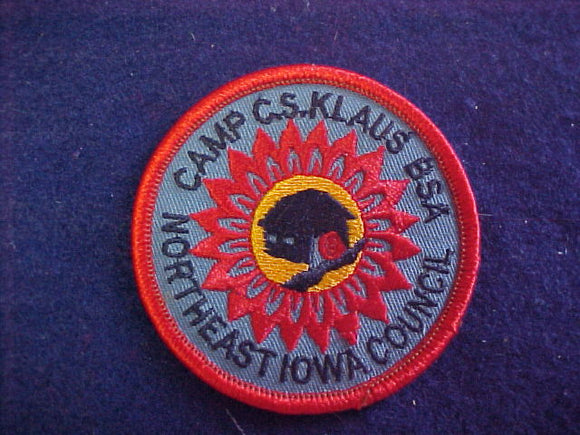 CAMP C.S. KLAUS BSA
NORTHEAST IOWA COUNCIL